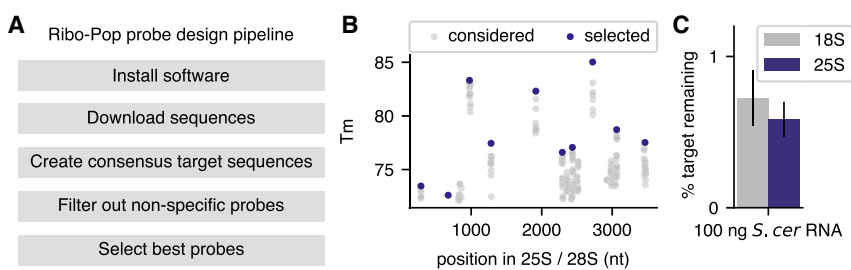 A
Ribo-Pop probe design pipeline
Install software
Download sequences
Create consensus target sequences
Filter out non-specific probes
Select best probes
B
considered selected
85
80
75
Tm
1000 2000 3000
position in 25S / 28S (nt)
C
18S
25S
1
0
% target remaining
100 ng S. cer RNA